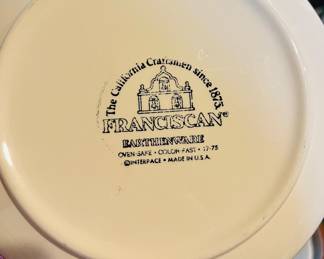 The California Craftsmen since 1875.
FRANCISCAN®
EARTHENWARE
OVEN-SAFE • COLOR-FAST • 12-75
©INTERPACE • MADE IN U.S.A.